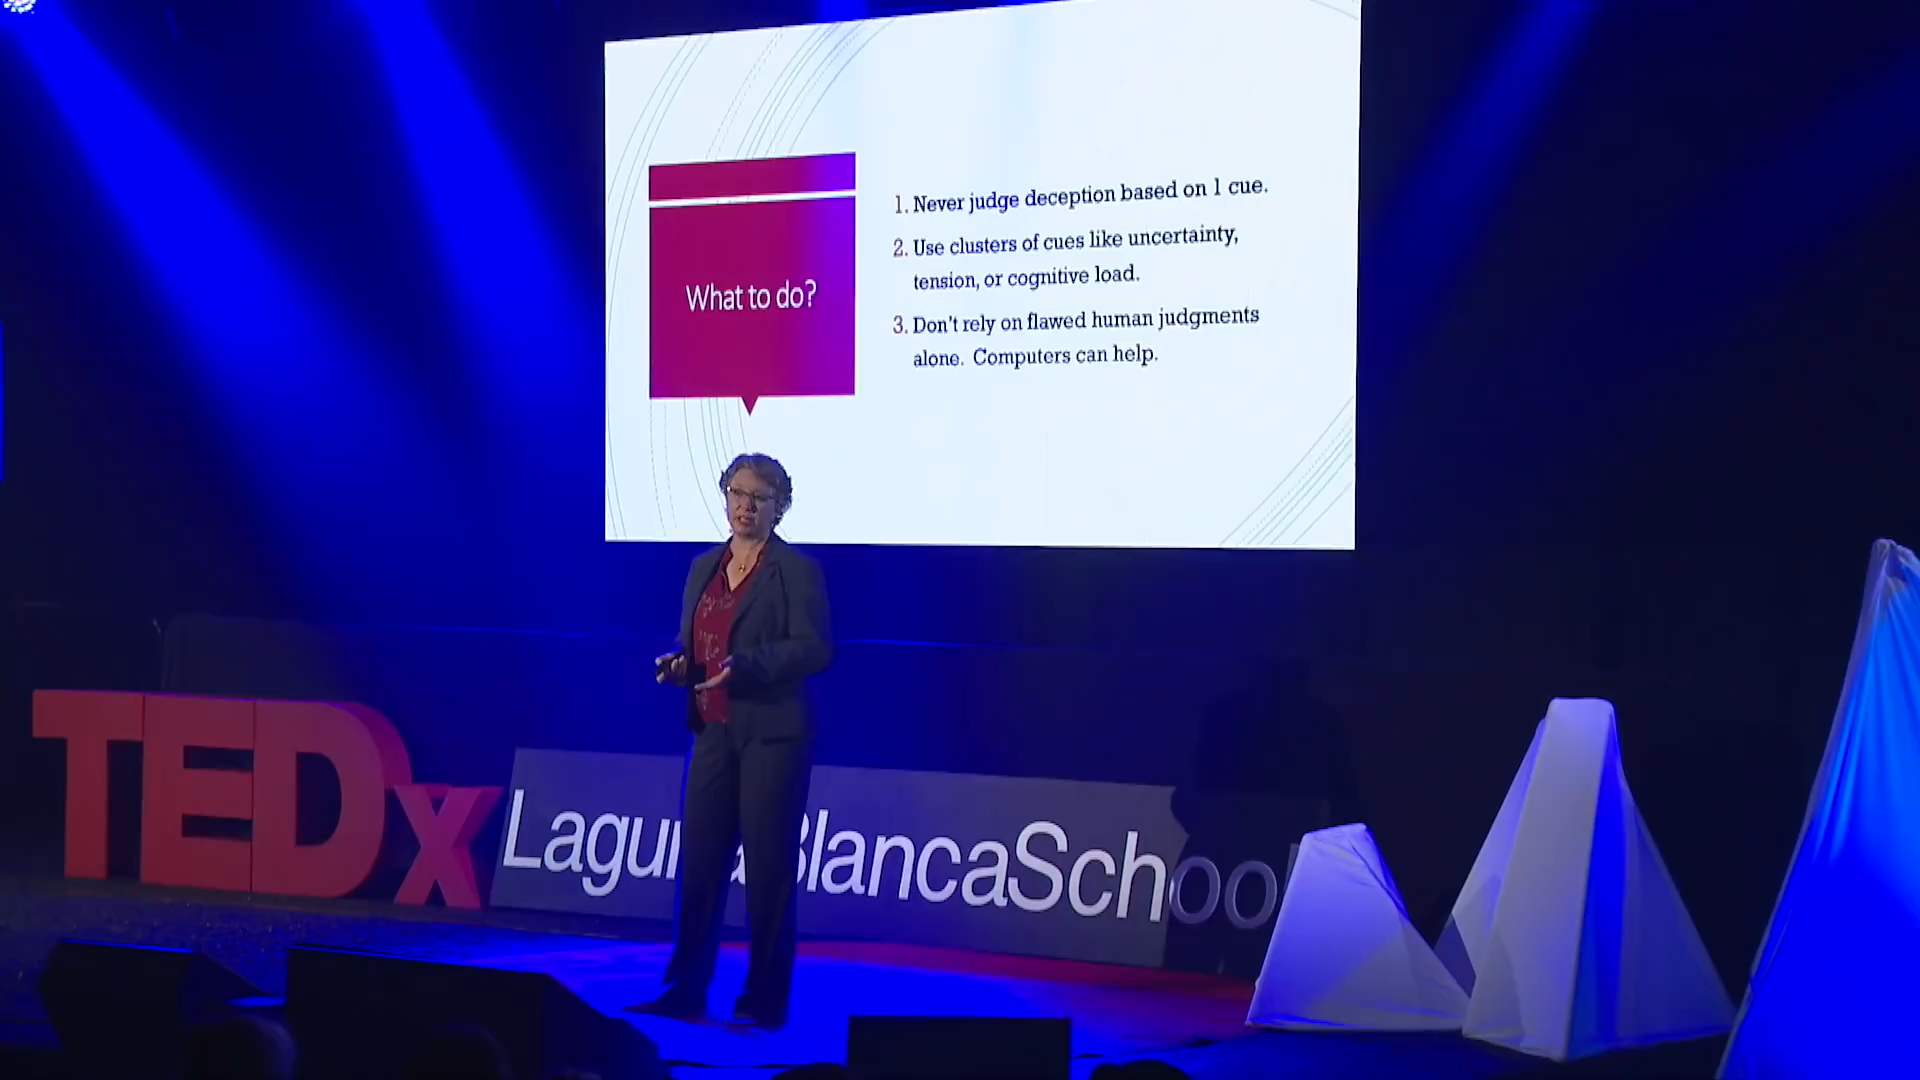 What to do?
1. Never judge deception based on 1 cue.
2. Use clusters of cues like uncertainty,
tension, or cognitive load.
3. Don't rely on flawed human judgments
alone. Computers can help.
TEDx
LagunaBlancaSchool